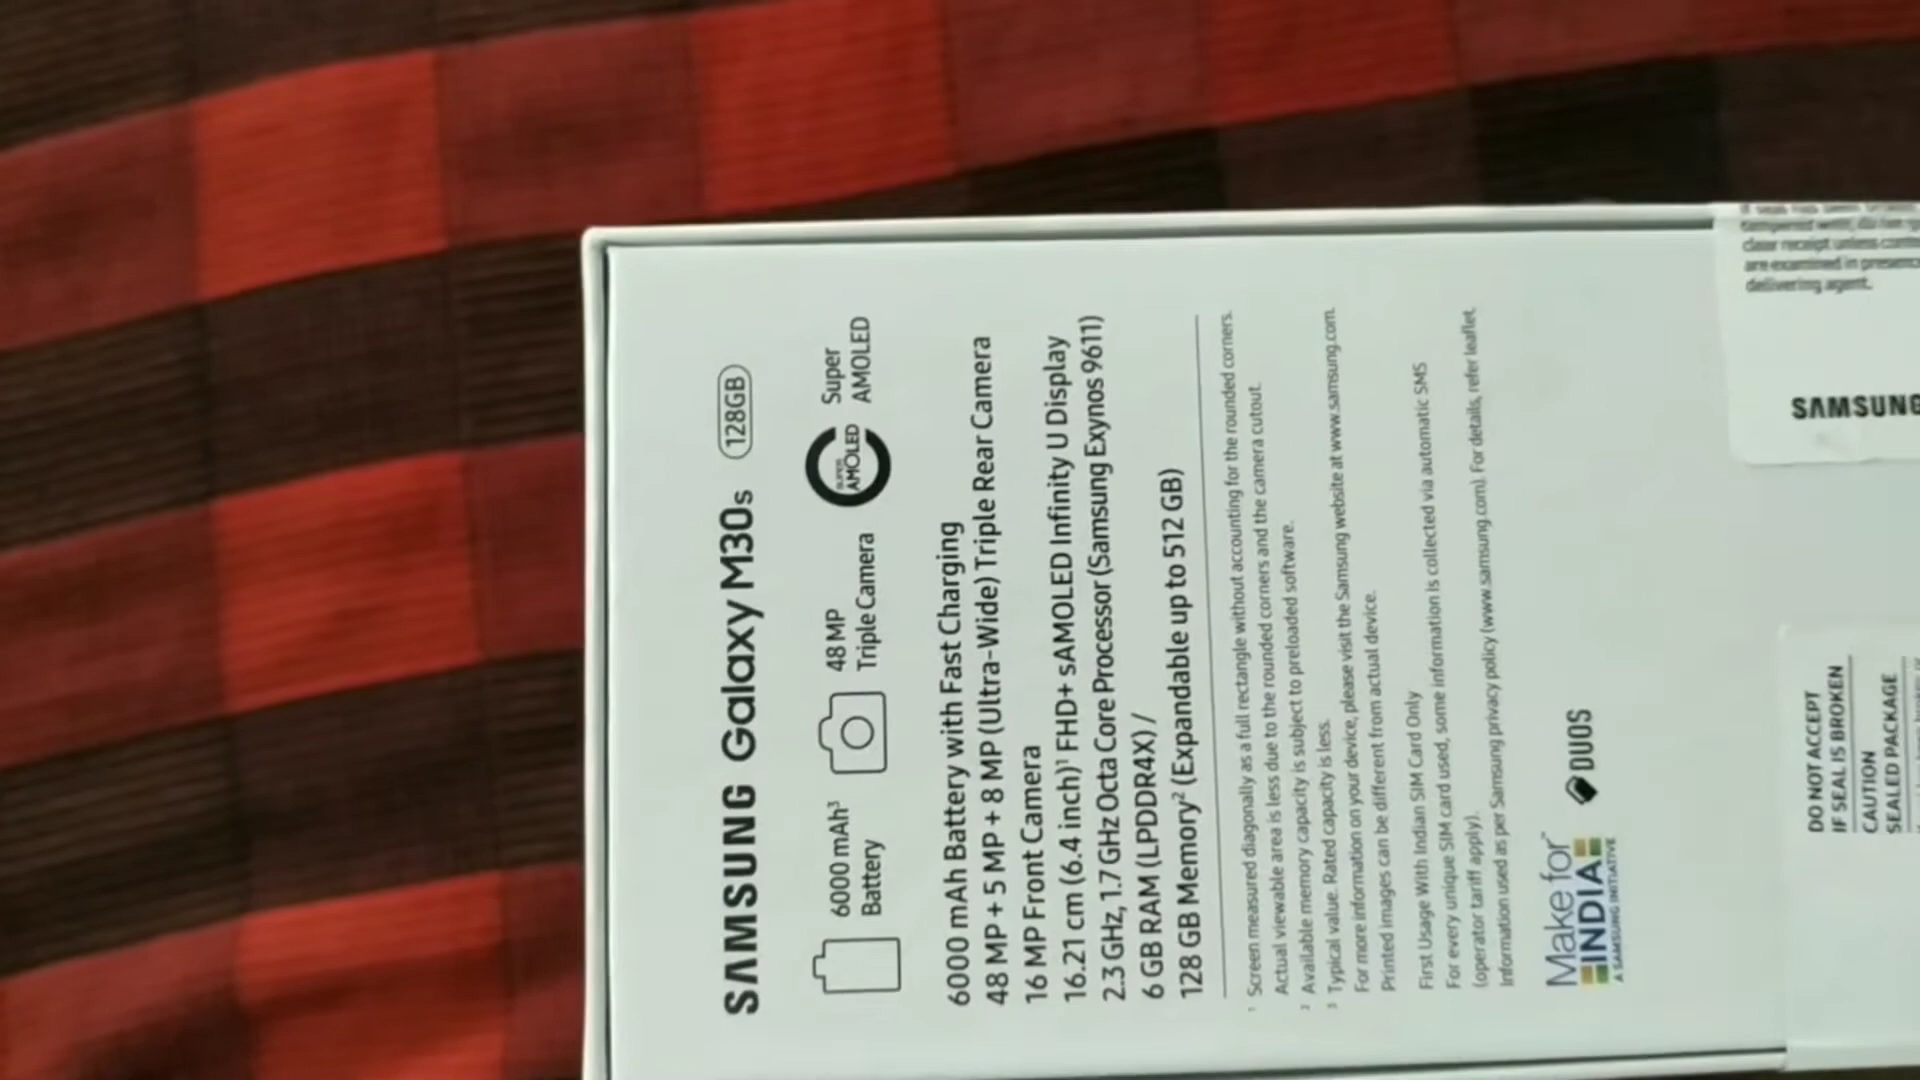 SAMSUNG Galaxy M30s 128GB
6000 mAh³
Battery
48 MP
Triple Camera
SUPER
AMOLED
Super
AMOLED
6000 mAh Battery with Fast Charging
48 MP + 5 MP + 8 MP (Ultra-Wide) Triple Rear Camera
16 MP Front Camera
16.21 cm (6.4 inch)¹ FHD+ sAMOLED Infinity U Display
2.3 GHz, 1.7 GHz Octa Core Processor (Samsung Exynos 9611)
6 GB RAM (LPDDR4X) /
128 GB Memory² (Expandable up to 512 GB)
¹ Screen measured diagonally as a full rectangle without accounting for the rounded corners.
Actual viewable area is less due to the rounded corners and the camera cutout.
² Available memory capacity is subject to preloaded software.
³ Typical value. Rated capacity is less.
For more information on your device, please visit the Samsung website at www.samsung.com.
Printed images can be different from actual device.
First Usage With Indian SIM Card Only
For every unique SIM card used, some information is collected via automatic SMS
(operator tariff apply).
Information used as per Samsung privacy policy (www.samsung.com). For details, refer leaflet.
Make for™
INDIA
A SAMSUNG INITIATIVE
DUOS
DO NOT ACCEPT
IF SEAL IS BROKEN
CAUTION
SEALED PACKAGE
clear receipt unless
are examined in
delivering agent.
SAMSUNG